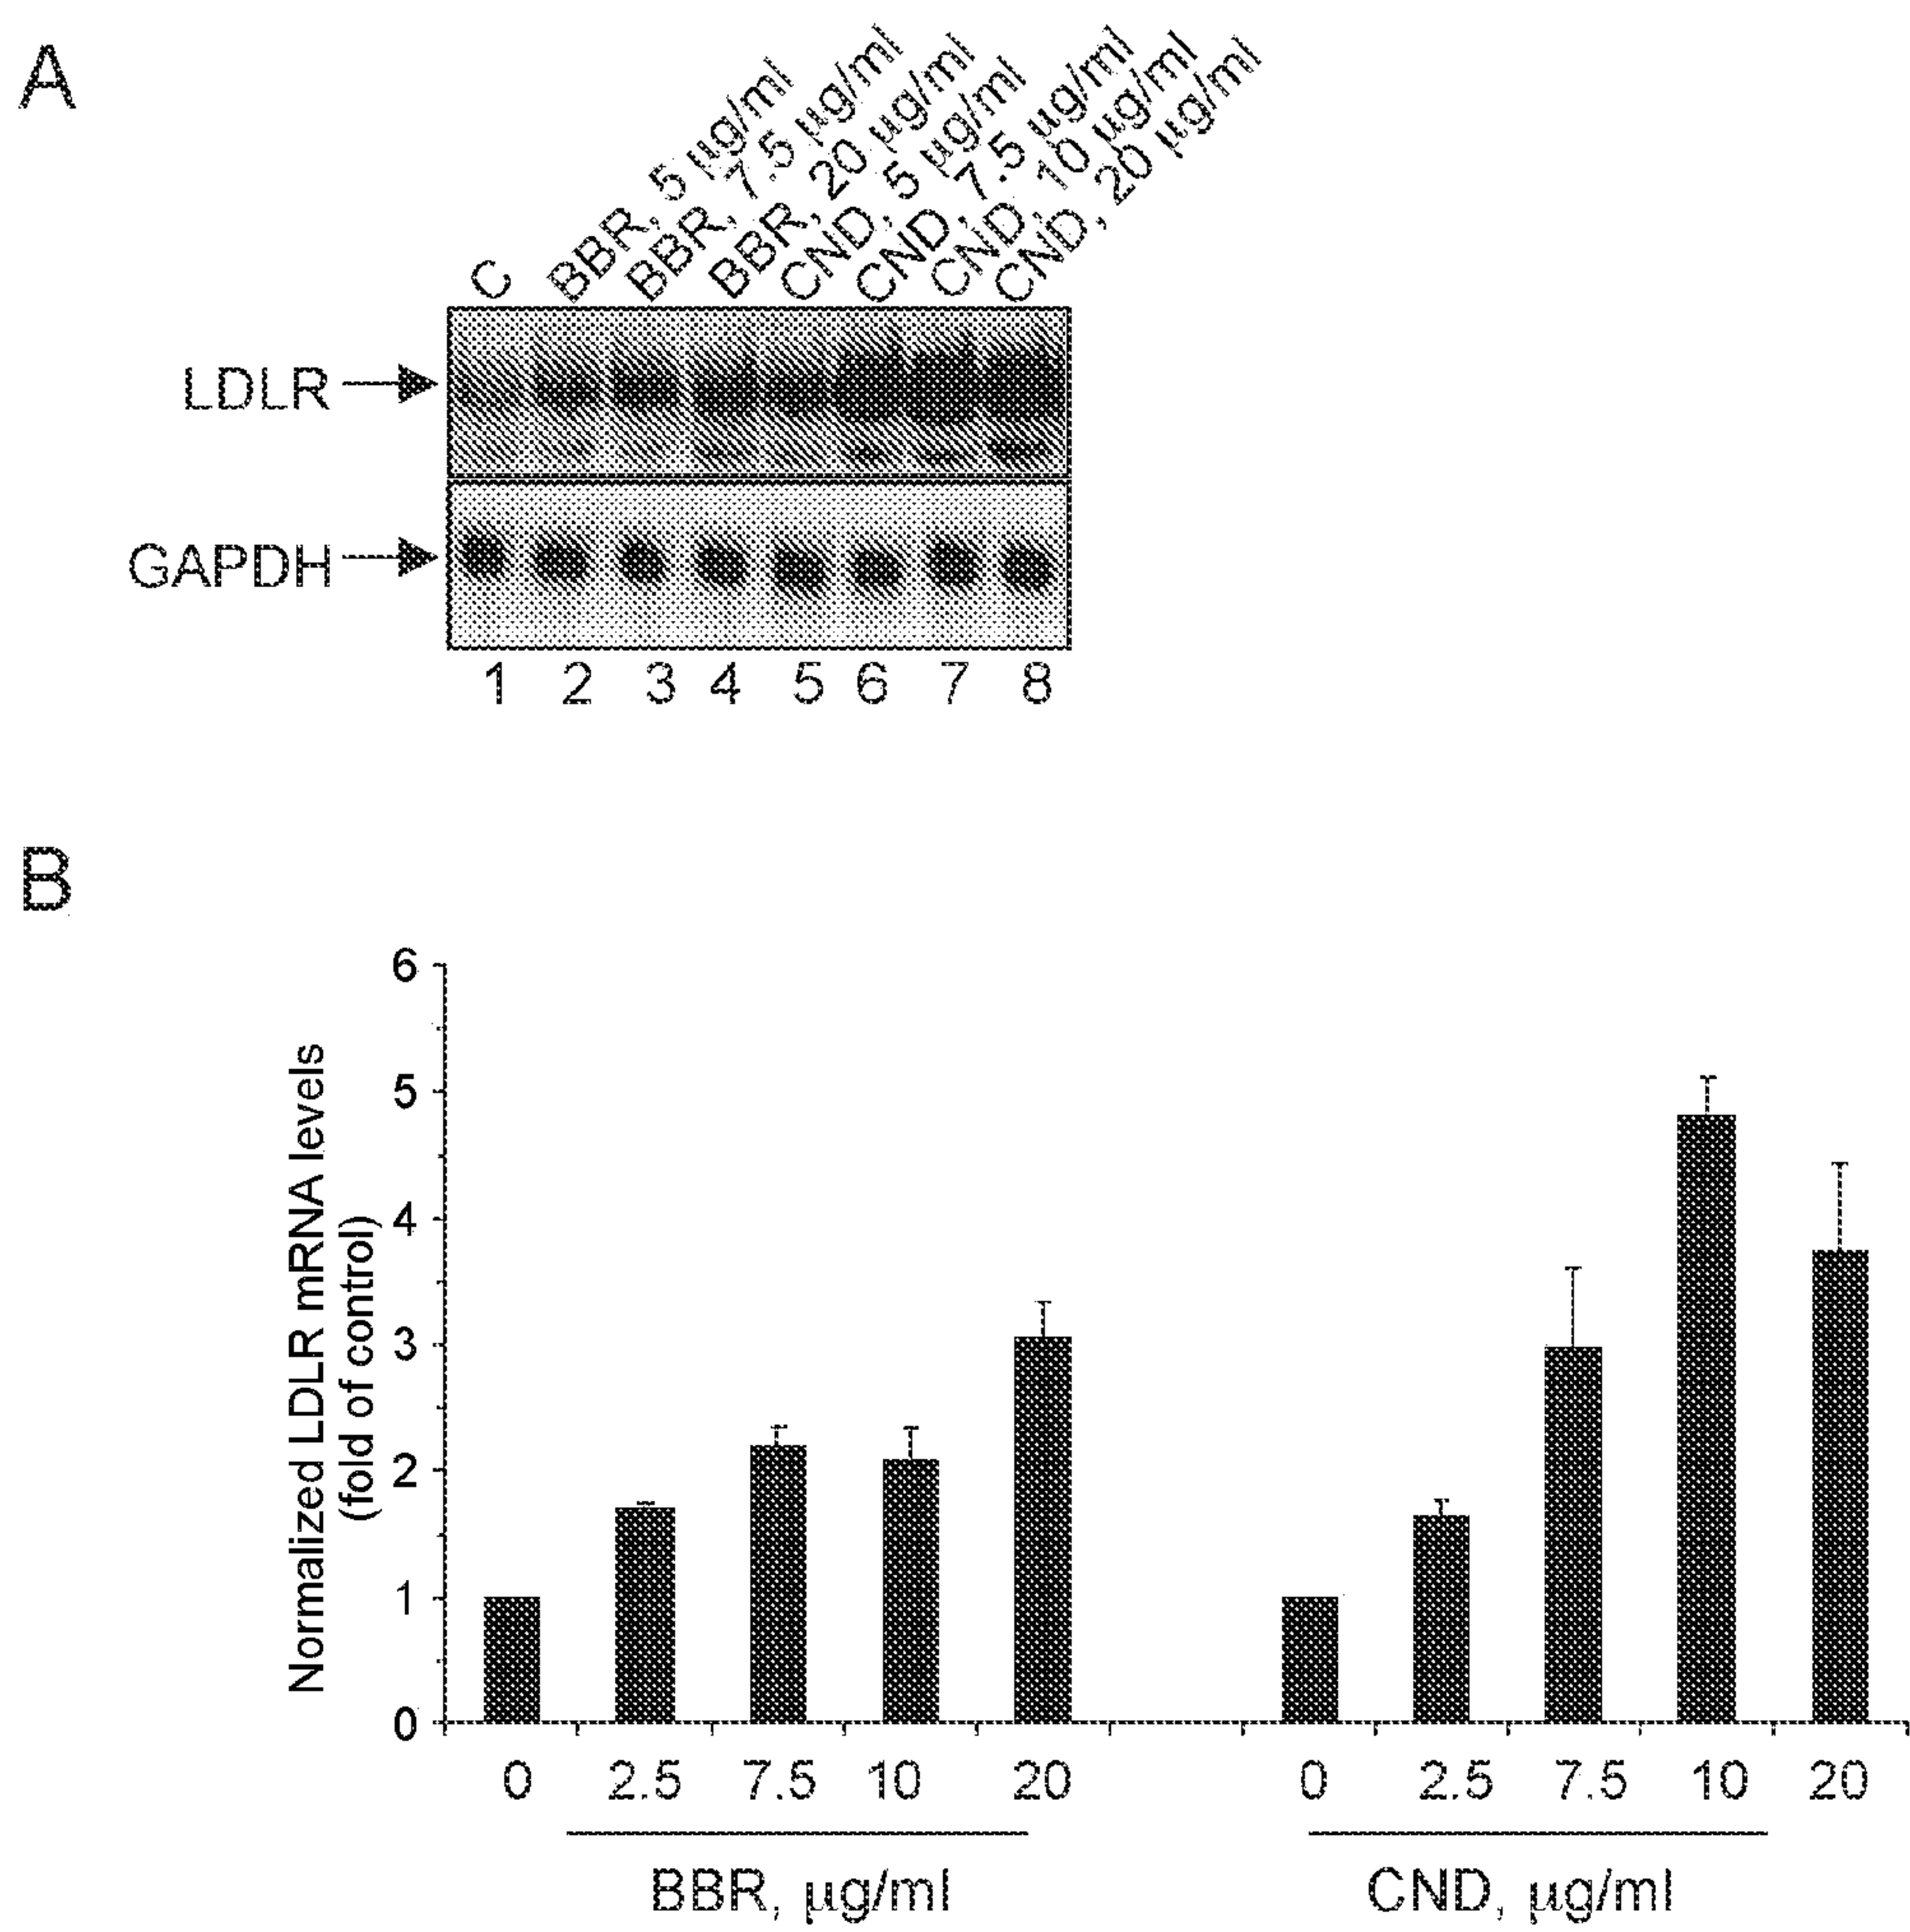 A
C
BBR, 5 µg/ml
BBR, 7.5 µg/ml
BBR, 20 µg/ml
CND, 5 µg/ml
CND, 7.5 µg/ml
CND, 10 µg/ml
CND, 20 µg/ml
LDLR
GAPDH
1 2 3 4 5 6 7 8
B
Normalized LDLR mRNA levels
(fold of control)
6
5
4
3
2
1
0
0 2.5 7.5 10 20 0 2.5 7.5 10 20
BBR, µg/ml CND, µg/ml